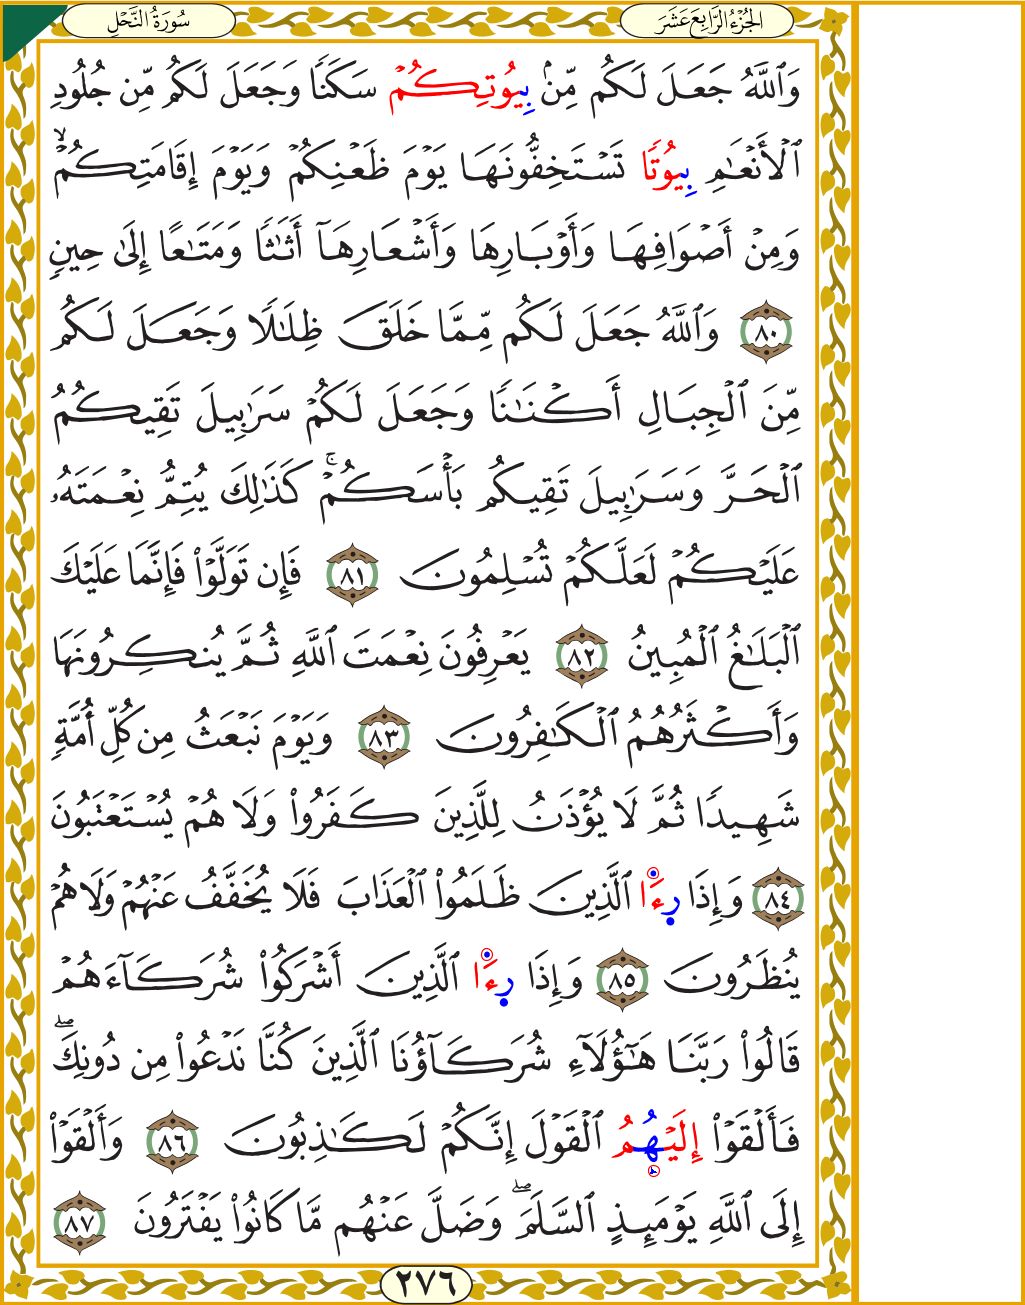 الجُزْءُ الرَّابِعَ عَشَرَ
سُورَةُ النَّحْلِ
وَٱللَّهُ جَعَلَ لَكُم مِّنۢ بِيُوتِكُمۡ سَكَنٗا وَجَعَلَ لَكُم مِّن جُلُودِ
ٱلۡأَنۡعَٰمِ بِيُوتٗا تَسۡتَخِفُّونَهَا يَوۡمَ ظَعۡنِكُمۡ وَيَوۡمَ إِقَامَتِكُمۡۙ
وَمِنۡ أَصۡوَافِهَا وَأَوۡبَارِهَا وَأَشۡعَارِهَآ أَثَٰثٗا وَمَتَٰعًا إِلَىٰ حِينٖ
٨٠ وَٱللَّهُ جَعَلَ لَكُم مِّمَّا خَلَقَ ظِلَٰلٗا وَجَعَلَ لَكُم
مِّنَ ٱلۡجِبَالِ أَكۡنَٰنٗا وَجَعَلَ لَكُمۡ سَرَٰبِيلَ تَقِيكُمُ
ٱلۡحَرَّ وَسَرَٰبِيلَ تَقِيكُم بَأۡسَكُمۡۚ كَذَٰلِكَ يُتِمُّ نِعۡمَتَهُۥ
عَلَيۡكُمۡ لَعَلَّكُمۡ تُسۡلِمُونَ ٨١ فَإِن تَوَلَّوۡاْ فَإِنَّمَا عَلَيۡكَ
ٱلۡبَلَٰغُ ٱلۡمُبِينُ ٨٢ يَعۡرِفُونَ نِعۡمَتَ ٱللَّهِ ثُمَّ يُنكِرُونَهَا
وَأَكۡثَرُهُمُ ٱلۡكَٰفِرُونَ ٨٣ وَيَوۡمَ نَبۡعَثُ مِن كُلِّ أُمَّةٖ
شَهِيدٗا ثُمَّ لَا يُؤۡذَنُ لِلَّذِينَ كَفَرُواْ وَلَا هُمۡ يُسۡتَعۡتَبُونَ
٨٤ وَإِذَا رِءَا ٱلَّذِينَ ظَلَمُواْ ٱلۡعَذَابَ فَلَا يُخَفَّفُ عَنۡهُمۡ وَلَا هُمۡ
يُنظَرُونَ ٨٥ وَإِذَا رِءَا ٱلَّذِينَ أَشۡرَكُواْ شُرَكَآءَهُمۡ
قَالُواْ رَبَّنَا هَٰٓؤُلَآءِ شُرَكَآؤُنَا ٱلَّذِينَ كُنَّا نَدۡعُواْ مِن دُونِكَۖ
فَأَلۡقَوۡاْ إِلَيۡهُمُ ٱلۡقَوۡلَ إِنَّكُمۡ لَكَٰذِبُونَ ٨٦ وَأَلۡقَوۡاْ
إِلَى ٱللَّهِ يَوۡمَئِذٍ ٱلسَّلَمَۖ وَضَلَّ عَنۡهُم مَّا كَانُواْ يَفۡتَرُونَ ٨٧
٢٧٦